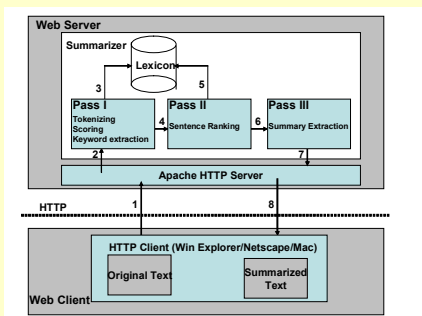 Web Server
Summarizer
Lexicon
3
5
Pass I
Tokenizing
Scoring
Keyword extraction
4
Pass II
Sentence Ranking
6
Pass III
Summary Extraction
2
7
Apache HTTP Server
HTTP
1
8
HTTP Client (Win Explorer/Netscape/Mac)
Original Text
Summarized
Text
Web Client